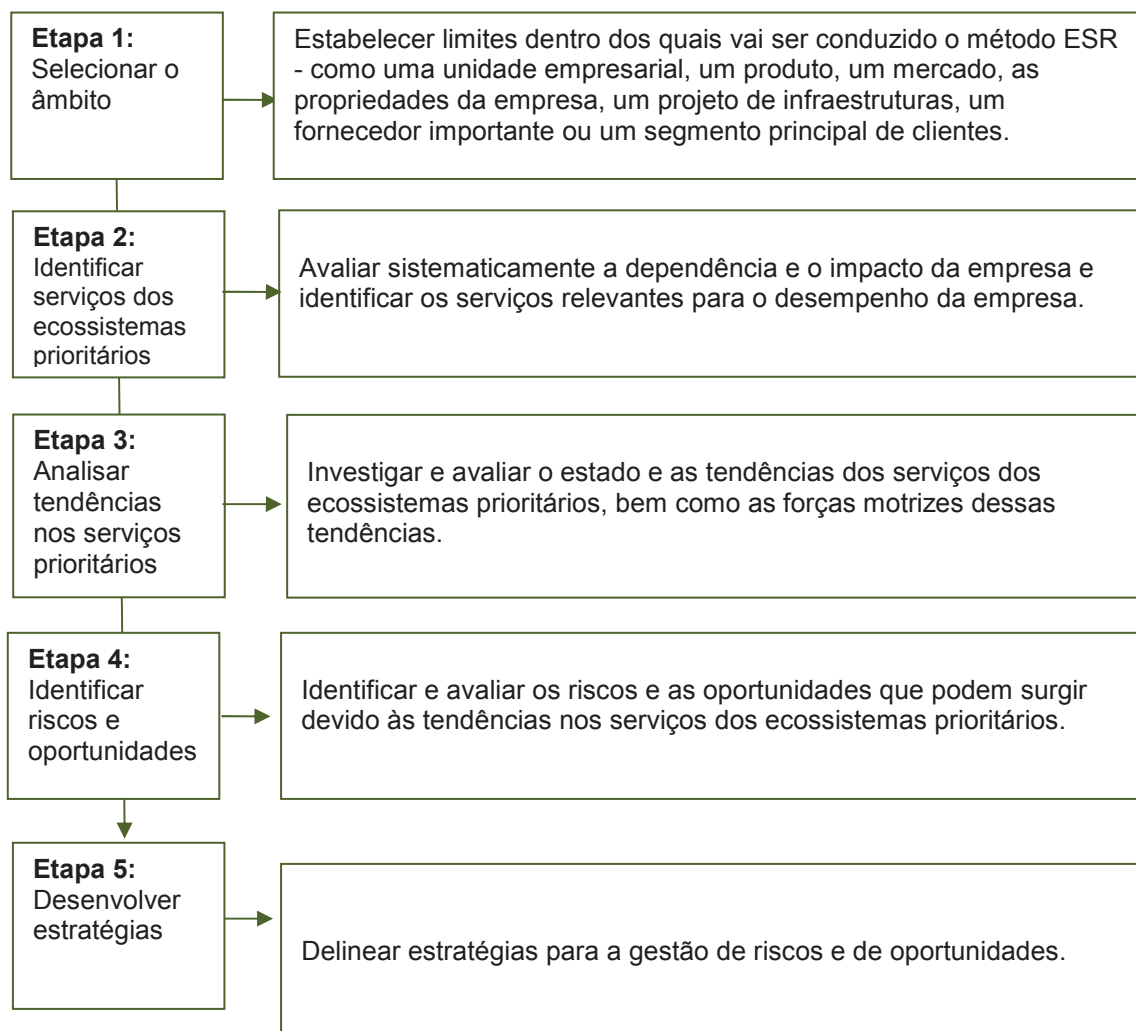 Etapa 1:
Selecionar o
âmbito
Estabelecer limites dentro dos quais vai ser conduzido o método ESR
- como uma unidade empresarial, um produto, um mercado, as
propriedades da empresa, um projeto de infraestruturas, um
fornecedor importante ou um segmento principal de clientes.
Etapa 2:
Identificar
serviços dos
ecossistemas
prioritários
Avaliar sistematicamente a dependência e o impacto da empresa e
identificar os serviços relevantes para o desempenho da empresa.
Etapa 3:
Analisar
tendências
nos serviços
prioritários
Investigar e avaliar o estado e as tendências dos serviços dos
ecossistemas prioritários, bem como as forças motrizes dessas
tendências.
Etapa 4:
Identificar
riscos e
oportunidades
Identificar e avaliar os riscos e as oportunidades que podem surgir
devido às tendências nos serviços dos ecossistemas prioritários.
Etapa 5:
Desenvolver
estratégias
Delinear estratégias para a gestão de riscos e de oportunidades.